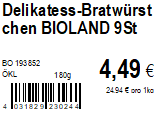 Delikatess-Bratwürst
chen BIOLAND 9St
BO 193852
ÖKL 180g
4,49 €
24.94 € pro 1kg
4 031829 230244